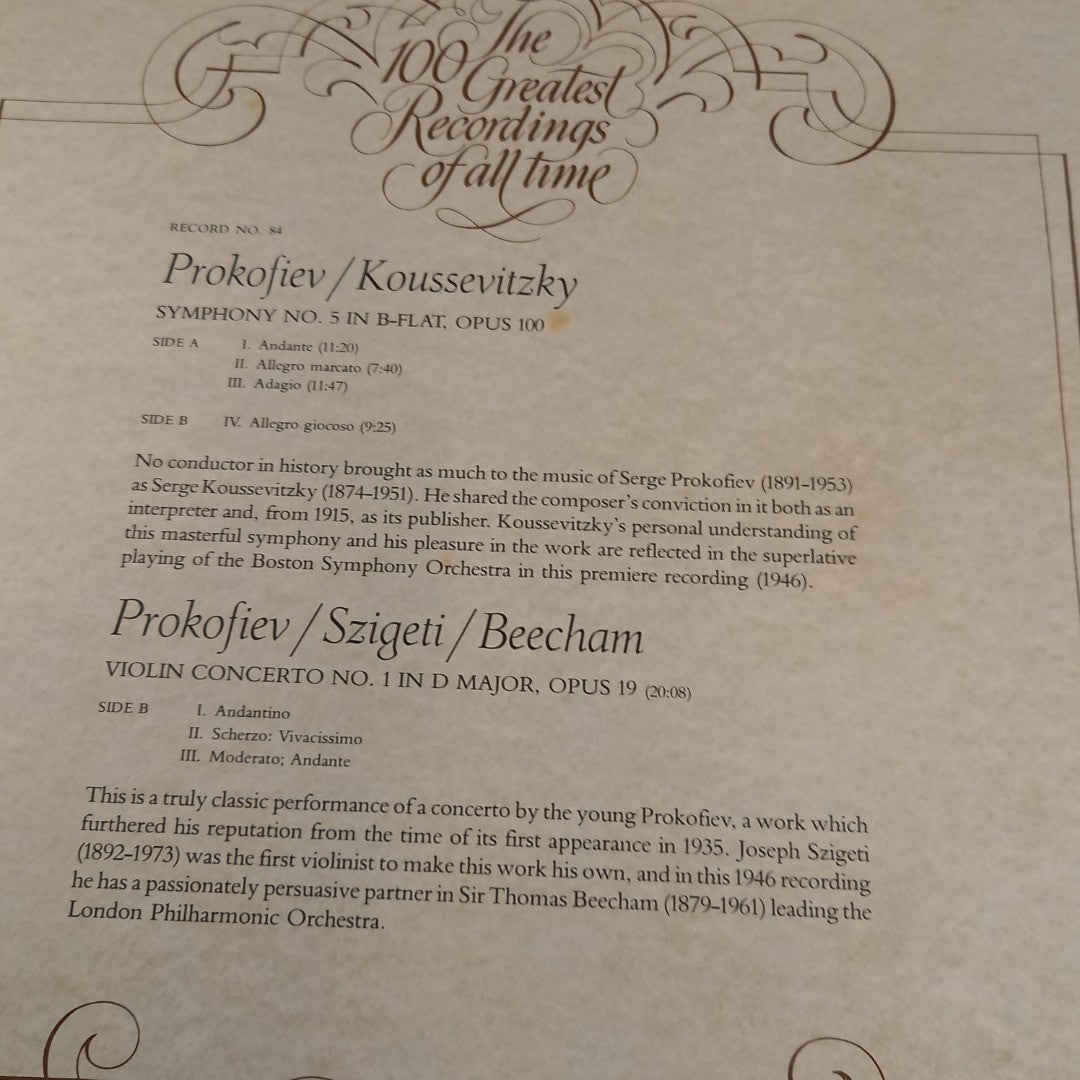 The
100
Greatest
Recordings
of all time
RECORD NO. 84
Prokofiev / Koussevitzky
SYMPHONY NO. 5 IN B-FLAT, OPUS 100
SIDE A I. Andante (11:20)
II. Allegro marcato (7:40)
III. Adagio (11:47)
SIDE B IV. Allegro giocoso (9:25)
No conductor in history brought as much to the music of Serge Prokofiev (1891–1953)
as Serge Koussevitzky (1874–1951). He shared the composer's conviction in it both as an
interpreter and, from 1915, as its publisher. Koussevitzky's personal understanding of
this masterful symphony and his pleasure in the work are reflected in the superlative
playing of the Boston Symphony Orchestra in this premiere recording (1946).
Prokofiev / Szigeti / Beecham
VIOLIN CONCERTO NO. 1 IN D MAJOR, OPUS 19 (20:08)
SIDE B I. Andantino
II. Scherzo: Vivacissimo
III. Moderato; Andante
This is a truly classic performance of a concerto by the young Prokofiev, a work which
furthered his reputation from the time of its first appearance in 1935. Joseph Szigeti
(1892–1973) was the first violinist to make this work his own, and in this 1946 recording
he has a passionately persuasive partner in Sir Thomas Beecham (1879–1961) leading the
London Philharmonic Orchestra.